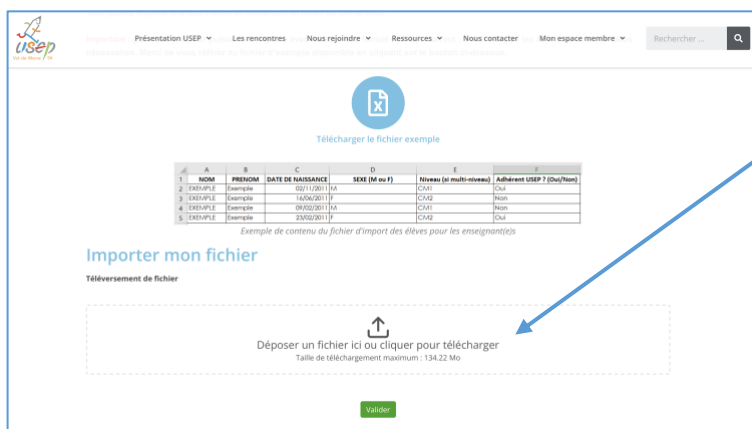 usep
Val de Marne 94
Présentation USEP
Les rencontres
Nous rejoindre
Ressources
Nous contacter
Mon espace membre
Rechercher ...
Télécharger le fichier exemple
A B C D E F
1 NOM PRENOM DATE DE NAISSANCE SEXE (M ou F) Niveau (si multi-niveau) Adhérent USEP ? (Oui/Non)
2 EXEMPLE Exemple 02/11/2011 M CM1 Oui
3 EXEMPLE Exemple 16/06/2011 F CM2 Non
4 EXEMPLE Exemple 09/02/2011 M CM1 Non
5 EXEMPLE Exemple 23/02/2011 F CM2 Oui
Exemple de contenu du fichier d'import des élèves pour les enseignant(e)s
Importer mon fichier
Téléversement de fichier
Déposer un fichier ici ou cliquer pour télécharger
Taille de téléchargement maximum : 134.22 Mo
Valider